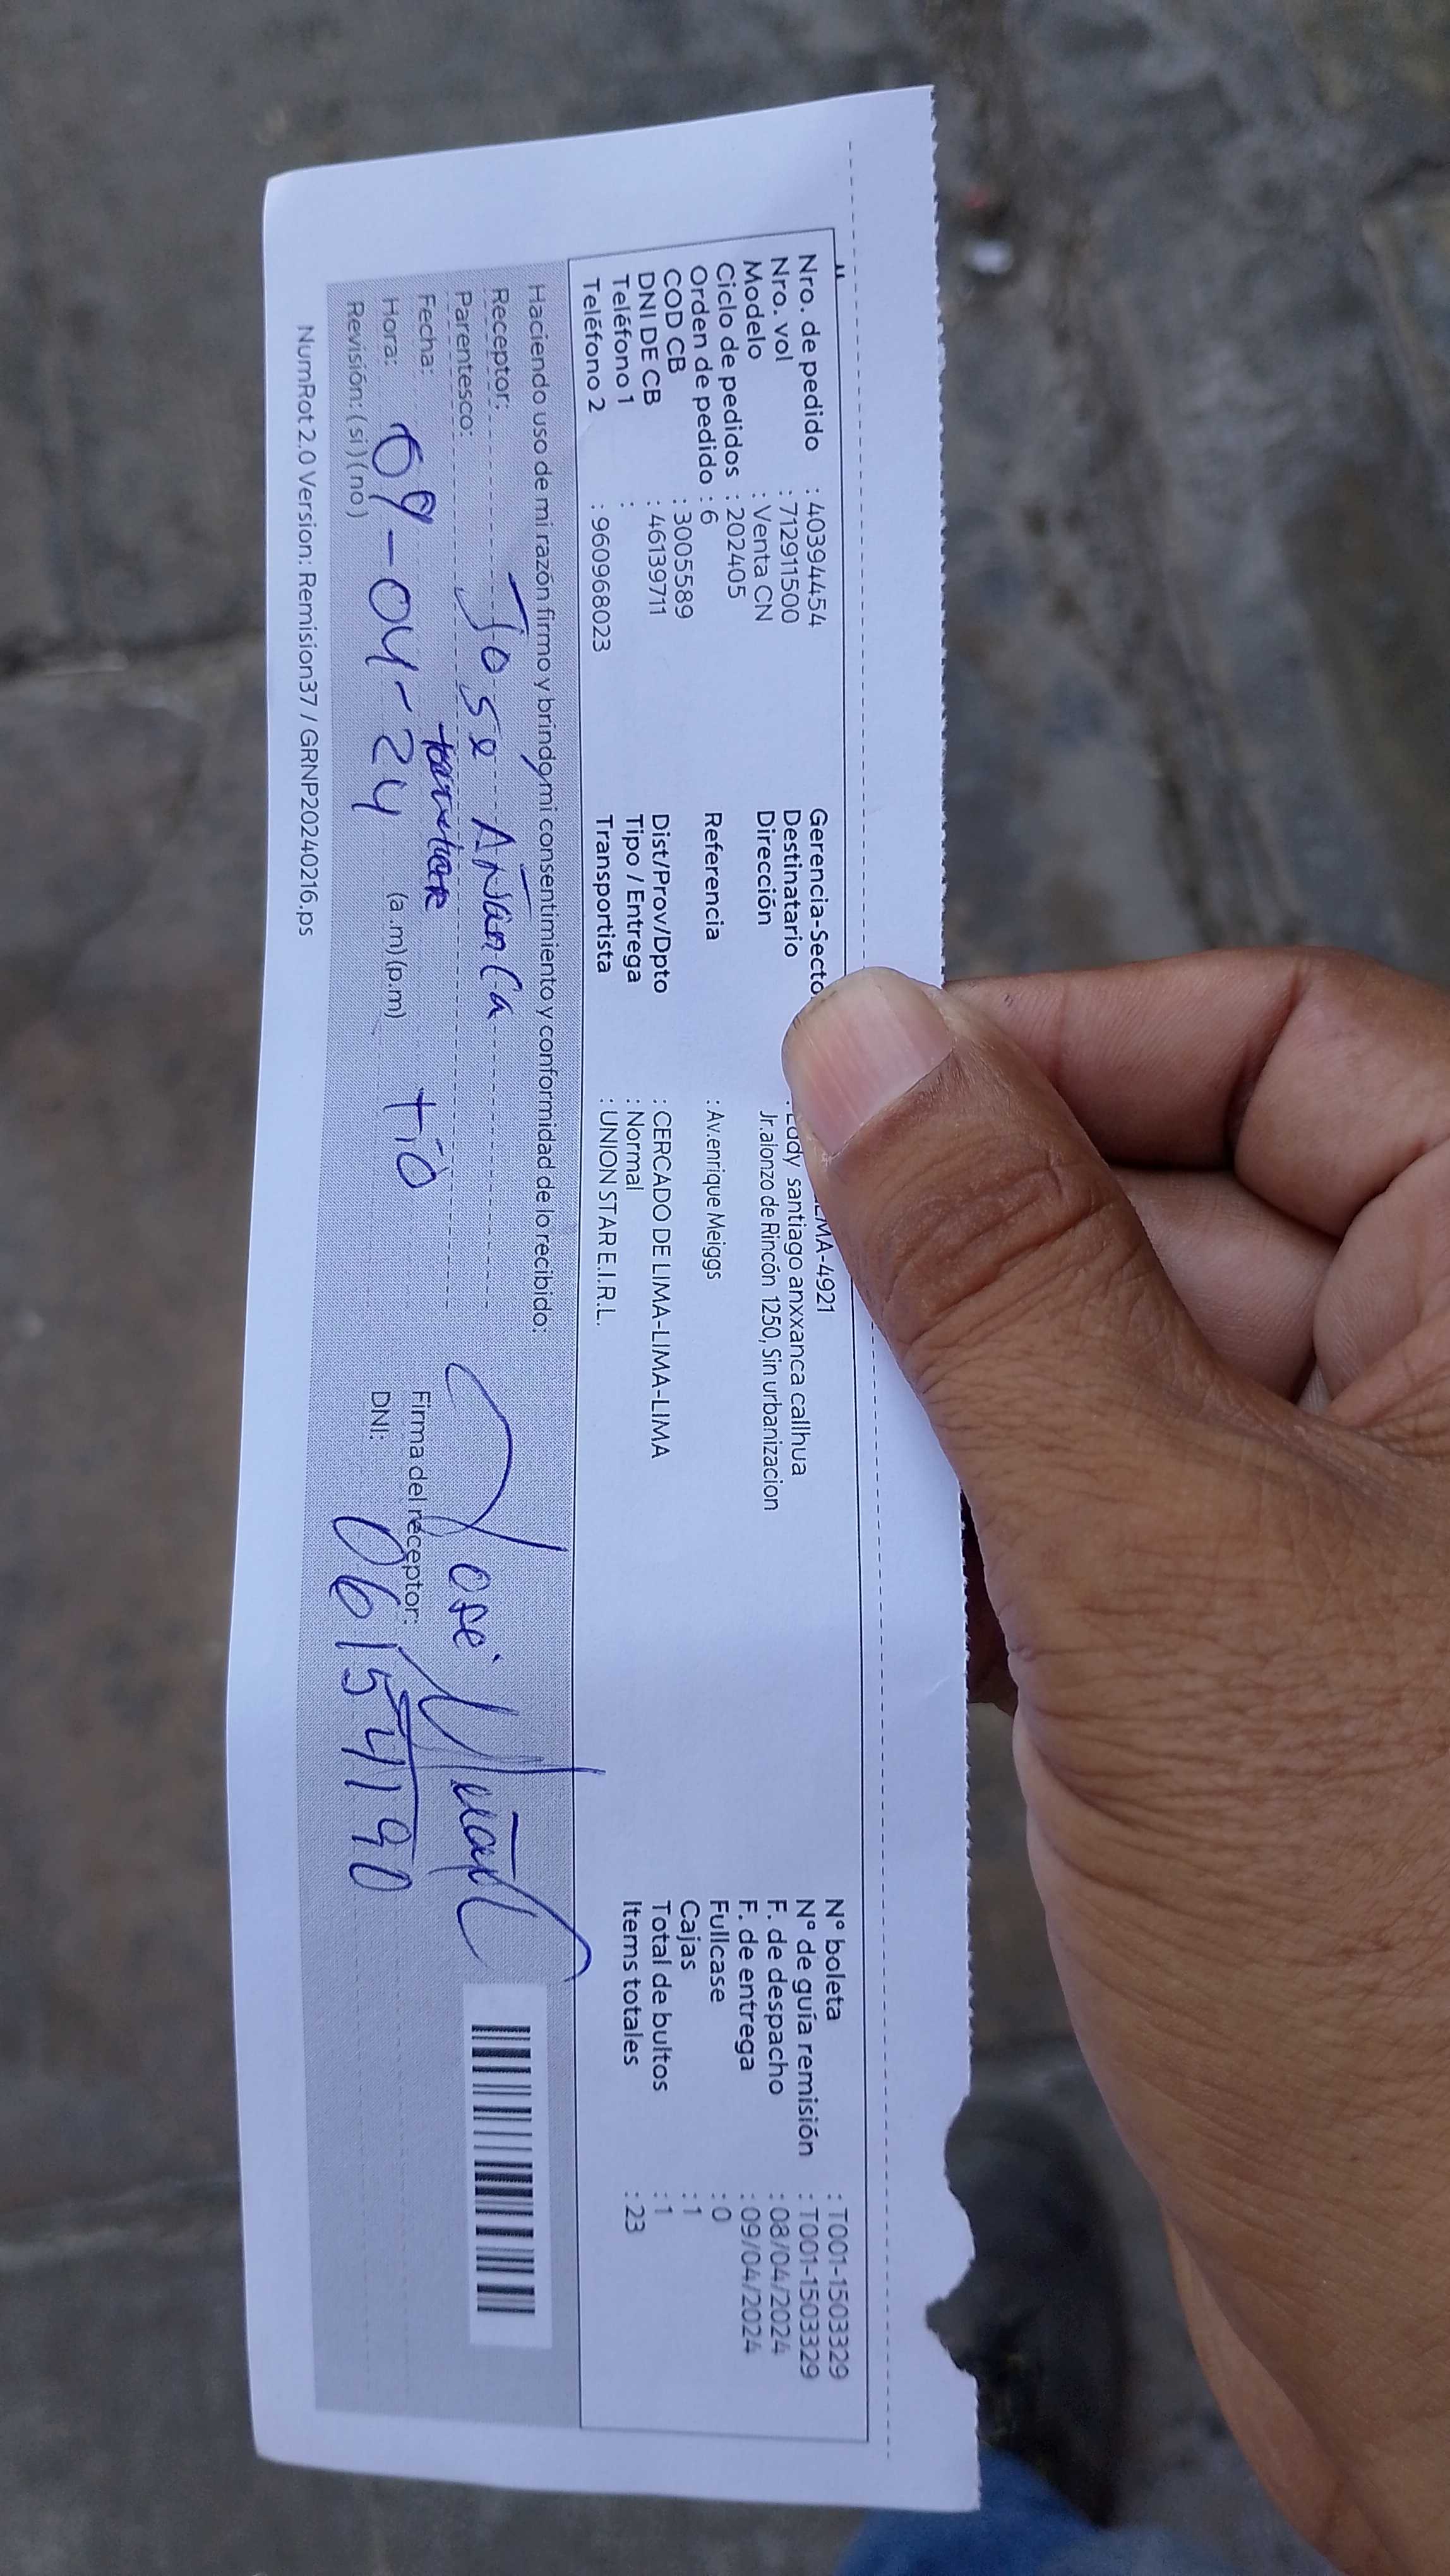 Nro. de pedido : 40394454
Nro. vol : 712911500
Modelo : Venta CN
Ciclo de pedidos : 202405
Orden de pedido : 6
COD CB : 3005589
DNI DE CB : 46139711
Teléfono 1 :
Teléfono 2 : 960968023
Gerencia-Secto LMA-4921
Destinatario : Eddy santiago anxxanca callhua
Dirección Jr.alonzo de Rincón 1250, Sin urbanizacion
Referencia : Av.enrique Meiggs
Dist/Prov/Dpto : CERCADO DE LIMA-LIMA-LIMA
Tipo / Entrega : Normal
Transportista : UNION STAR E.I.R.L.
N° boleta : T001-1503329
N° de guía remisión : T001-1503329
F. de despacho : 08/04/2024
F. de entrega : 09/04/2024
Fullcase : 0
Cajas : 1
Total de bultos : 1
Items totales : 23
Haciendo uso de mi razón firmo y brindo mi consentimiento y conformidad de lo recibido:
Receptor: Jose Añanca
Parentesco: tio
Fecha: 09-04-24
Hora: (a.m) (p.m)
Revisión: ( si ) ( no )
Firma del receptor: José
DNI: 06154190
NumRot 2.0 Version: Remision37 / GRNP20240216.ps